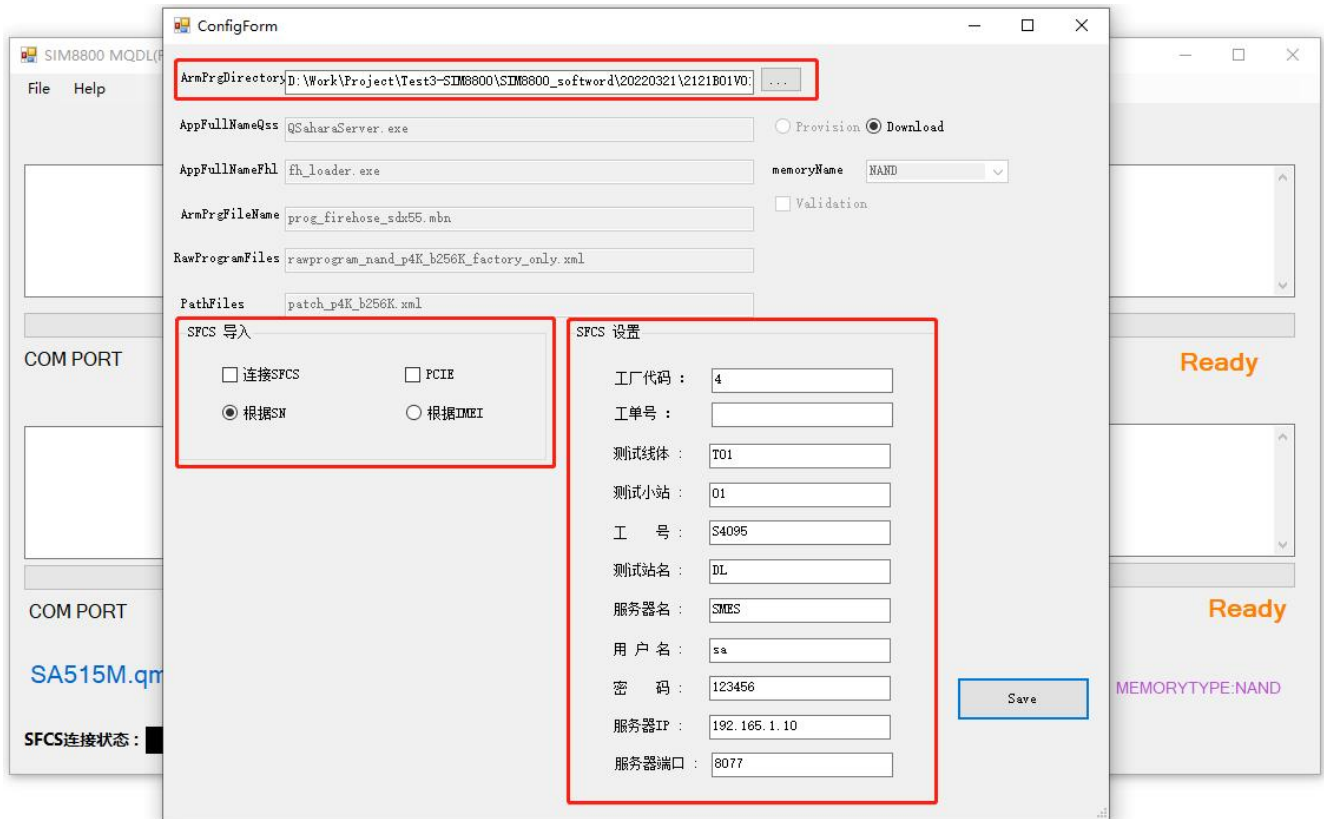 ConfigForm
SIM8800 MQDL(
File Help
ArmPrgDirectory D:\Work\Project\Test3-SIM8800\SIM8800_softword\20220321\2121B01V0 ...
AppFullNameQss QSaharaServer.exe Provision Download
AppFullNameFhl fh_loader.exe memoryName NAND
Validation
ArmPrgFileName prog_firehose_sdx55.mbn
RawProgramFiles rawprogram_nand_p4K_b256K_factory_only.xml
PathFiles patch_p4K_b256K.xml
SFCS 导入
连接SFCS PCIE
根据SN 根据IMEI
SFCS 设置
工厂代码 : 4
工单号 :
测试线体 : T01
测试小站 : 01
工 号 : S4095
测试站名 : DL
服务器名 : SMES
用 户 名 : sa
密 码 : 123456
服务器IP : 192.165.1.10
服务器端口 : 8077
Save
COM PORT Ready
COM PORT Ready
SA515M.qm
MEMORYTYPE:NAND
SFCS连接状态 :